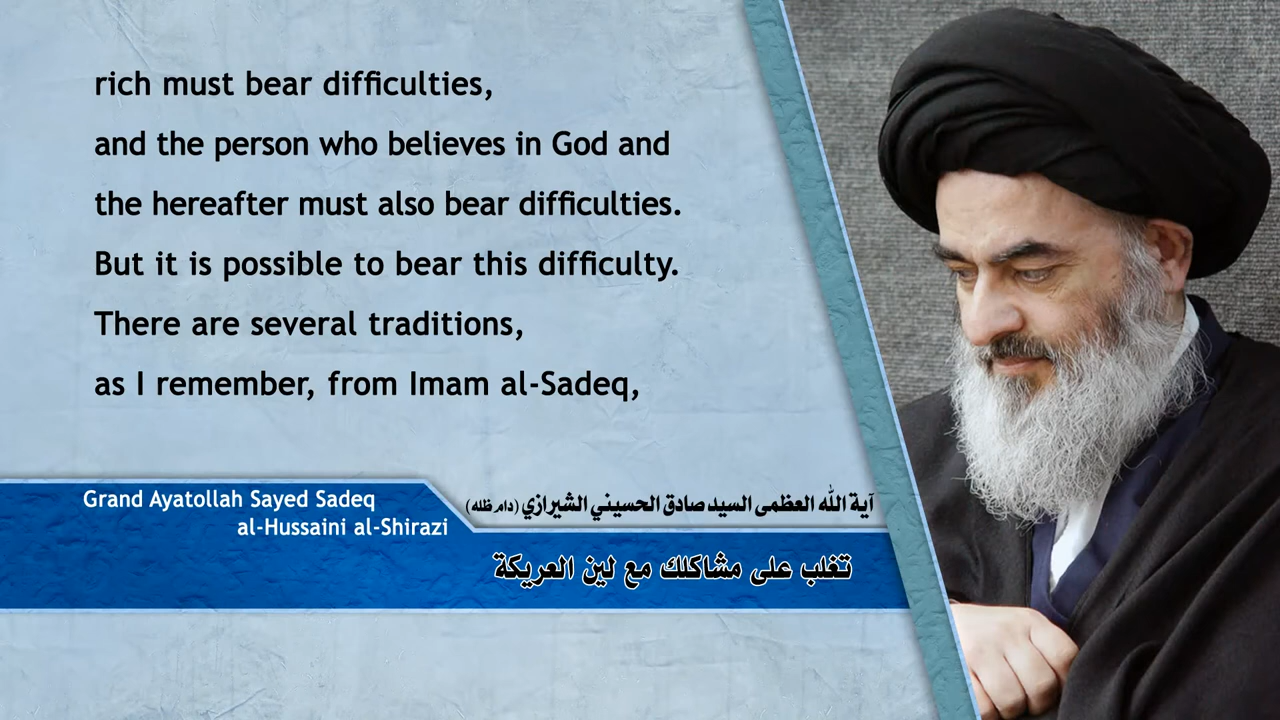 rich must bear difficulties,
and the person who believes in God and
the hereafter must also bear difficulties.
But it is possible to bear this difficulty.
There are several traditions,
as I remember, from Imam al-Sadeq,
Grand Ayatollah Sayed Sadeq
al-Hussaini al-Shirazi
آية الله العظمى السيد صادق الحسيني الشيرازي (دام ظله)
تغلب على مشاكلك مع لين العريكة